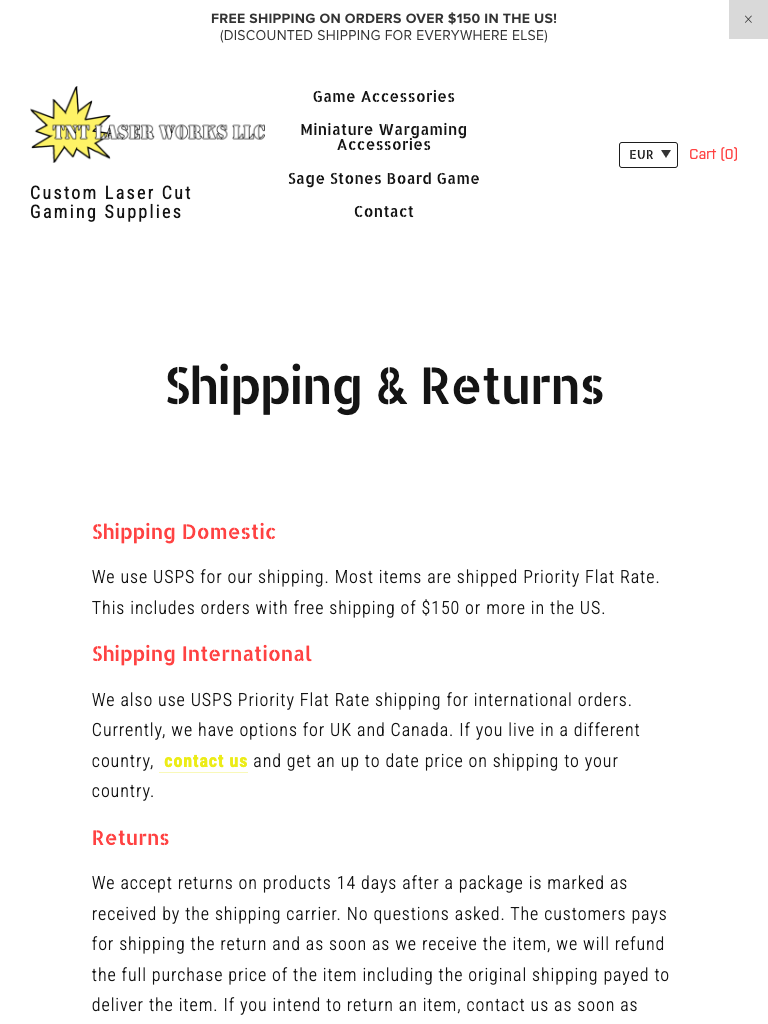 FREE SHIPPING ON ORDERS OVER $150 IN THE US!
(DISCOUNTED SHIPPING FOR EVERYWHERE ELSE)
TNT LASER WORKS LLC
Custom Laser Cut
Gaming Supplies
Game Accessories
Miniature Wargaming
Accessories
Sage Stones Board Game
Contact
EUR
Cart (0)
Shipping & Returns
Shipping Domestic
We use USPS for our shipping. Most items are shipped Priority Flat Rate.
This includes orders with free shipping of $150 or more in the US.
Shipping International
We also use USPS Priority Flat Rate shipping for international orders.
Currently, we have options for UK and Canada. If you live in a different
country, contact us and get an up to date price on shipping to your
country.
Returns
We accept returns on products 14 days after a package is marked as
received by the shipping carrier. No questions asked. The customers pays
for shipping the return and as soon as we receive the item, we will refund
the full purchase price of the item including the original shipping payed to
deliver the item. If you intend to return an item, contact us as soon as